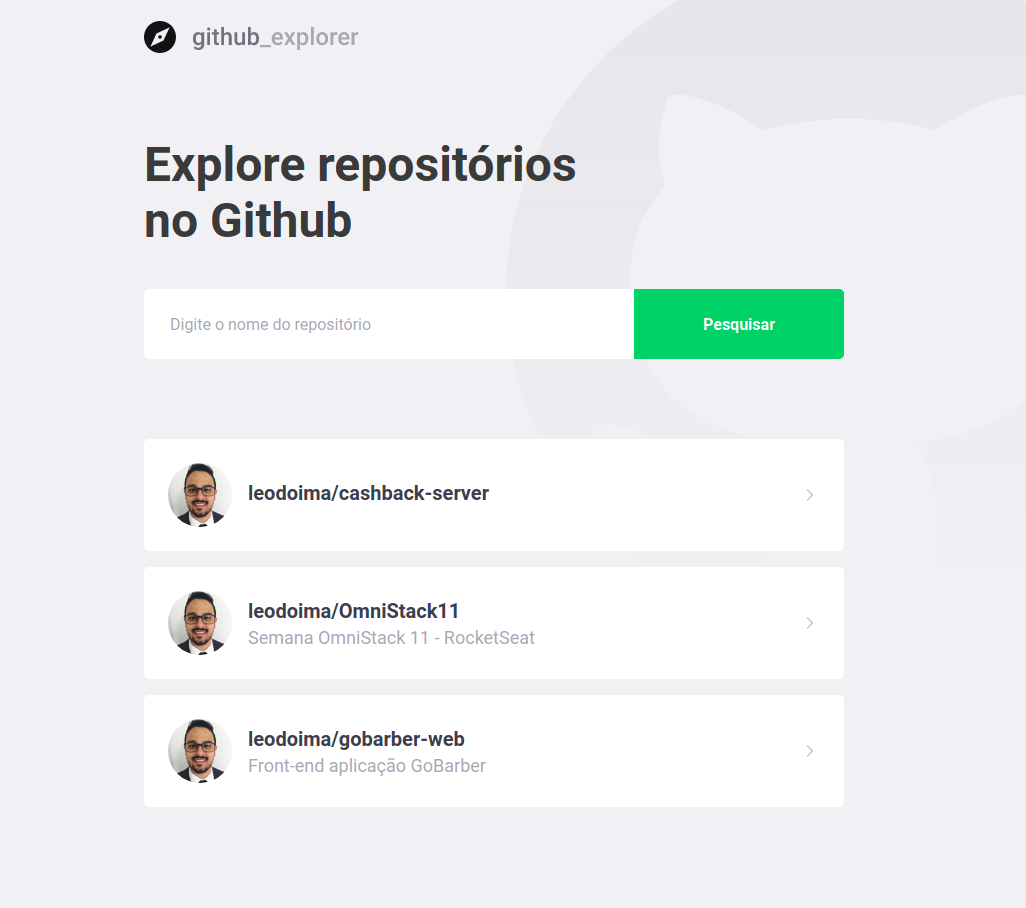 github_explorer
Explore repositórios
no Github
Digite o nome do repositório
Pesquisar
leodoima/cashback-server
leodoima/OmniStack11
Semana OmniStack 11 - RocketSeat
leodoima/gobarber-web
Front-end aplicação GoBarber